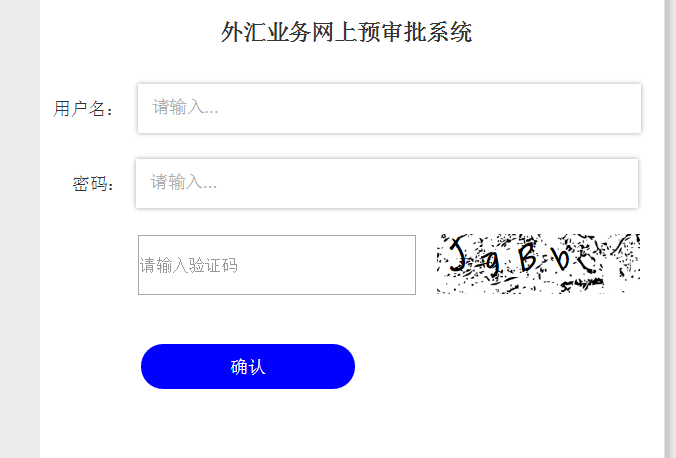 外汇业务网上预审批系统
用户名：
请输入...
密码：
请输入...
请输入验证码
确认